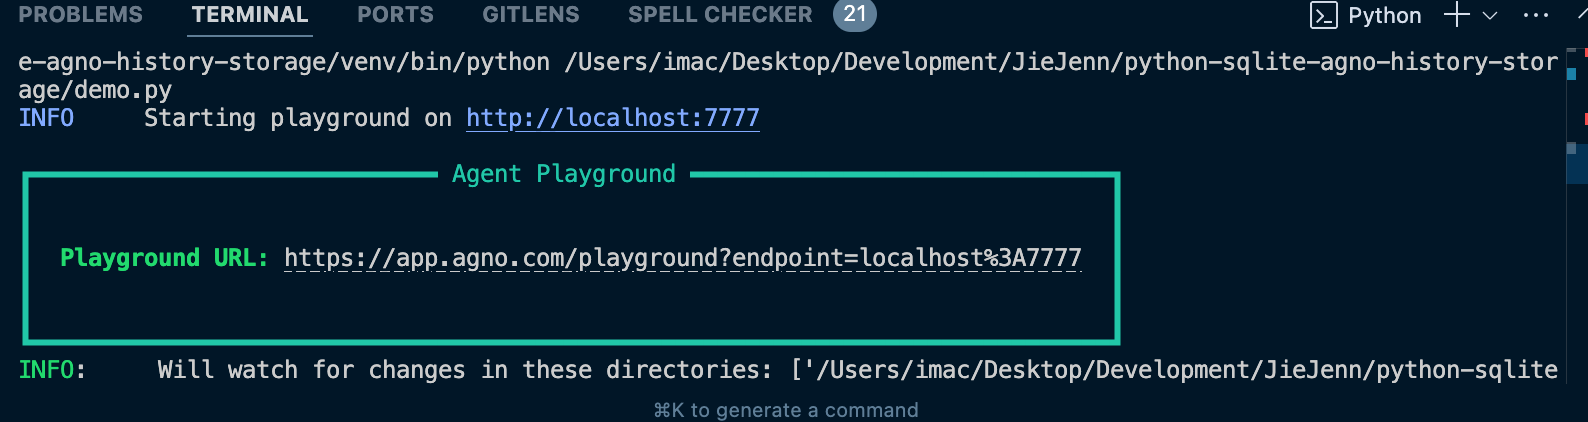 PROBLEMS TERMINAL PORTS GITLENS SPELL CHECKER 21 Python
e-agno-history-storage/venv/bin/python /Users/imac/Desktop/Development/JieJenn/python-sqlite-agno-history-stor
age/demo.py
INFO Starting playground on http://localhost:7777
Agent Playground
Playground URL: https://app.agno.com/playground?endpoint=localhost%3A7777
INFO: Will watch for changes in these directories: ['/Users/imac/Desktop/Development/JieJenn/python-sqlite
⌘K to generate a command